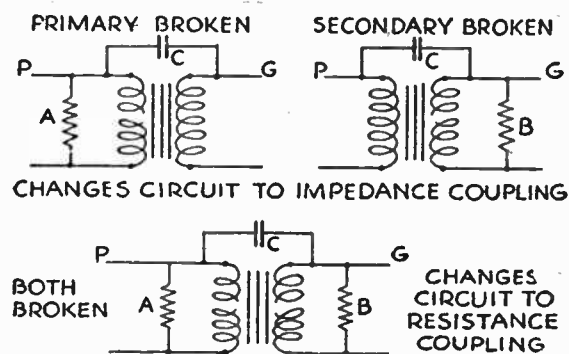 PRIMARY BROKEN
SECONDARY BROKEN
C
P
G
A
C
P
G
B
CHANGES CIRCUIT TO IMPEDANCE COUPLING
C
P
G
BOTH
BROKEN
A
B
CHANGES
CIRCUIT TO
RESISTANCE
COUPLING